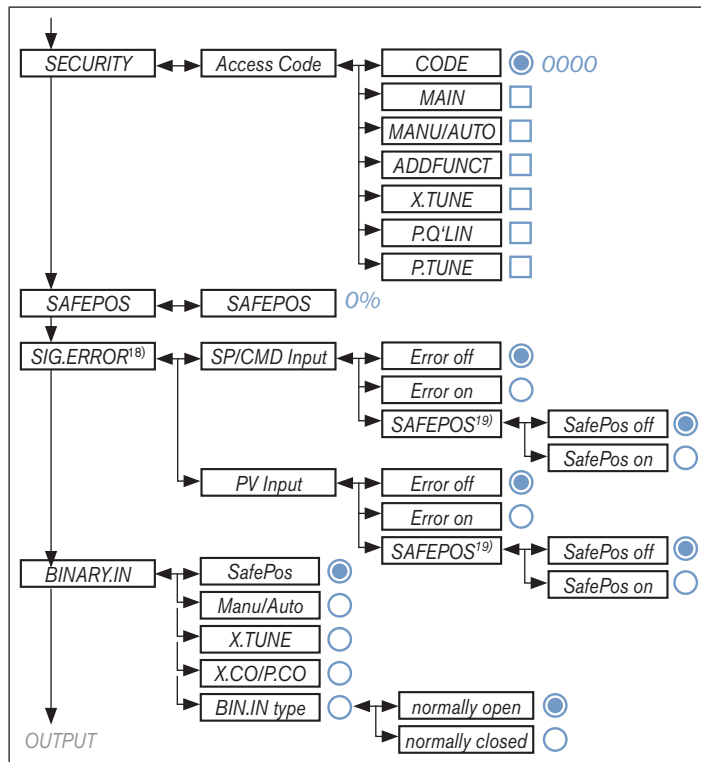 SECURITY Access Code CODE 0000
MAIN
MANU/AUTO
ADDFUNCT
X.TUNE
P.Q'LIN
P.TUNE
SAFEPOS SAFEPOS 0%
SIG.ERROR18) SP/CMD Input Error off
Error on
SAFEPOS19) SafePos off
SafePos on
PV Input Error off
Error on
SAFEPOS19) SafePos off
SafePos on
BINARY.IN SafePos
Manu/Auto
X.TUNE
X.CO/P.CO
BIN.IN type normally open
normally closed
OUTPUT